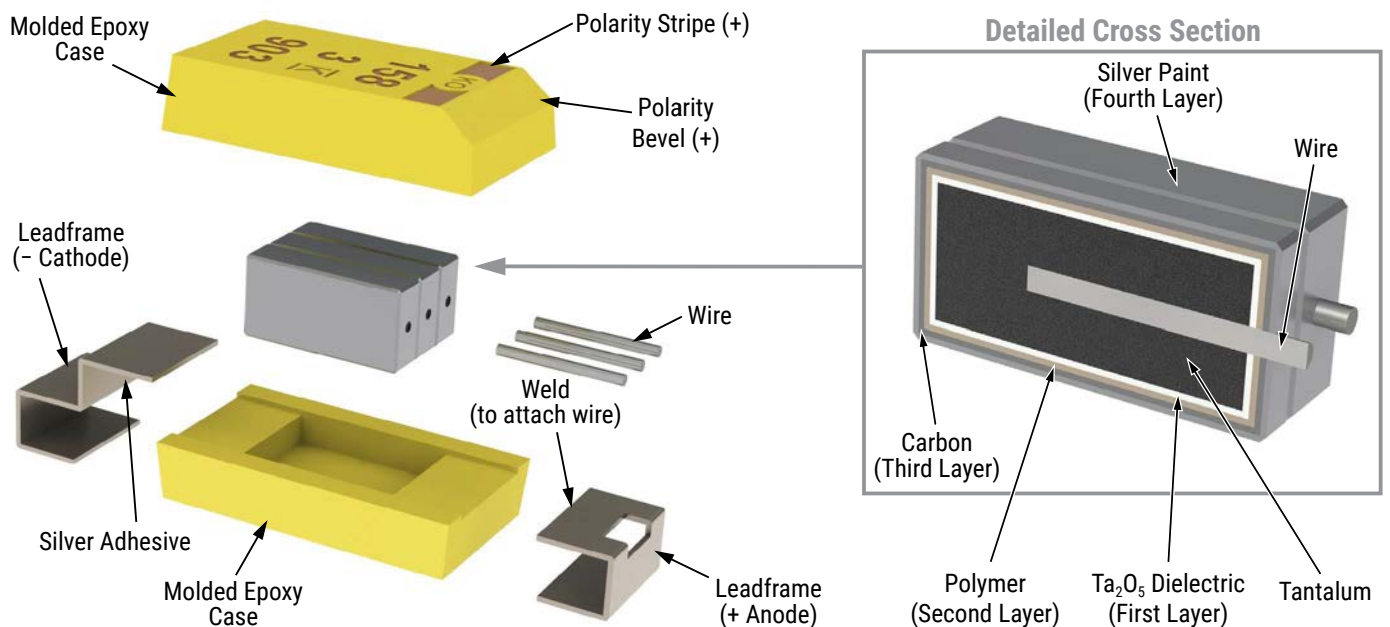 Molded Epoxy
Case
Polarity Stripe (+)
Polarity
Bevel (+)
903
3
158
KO
Detailed Cross Section
Silver Paint
(Fourth Layer)
Wire
Leadframe
(− Cathode)
Wire
Weld
(to attach wire)
Carbon
(Third Layer)
Silver Adhesive
Molded Epoxy
Case
Leadframe
(+ Anode)
Polymer
(Second Layer)
Ta₂O₅ Dielectric
(First Layer)
Tantalum